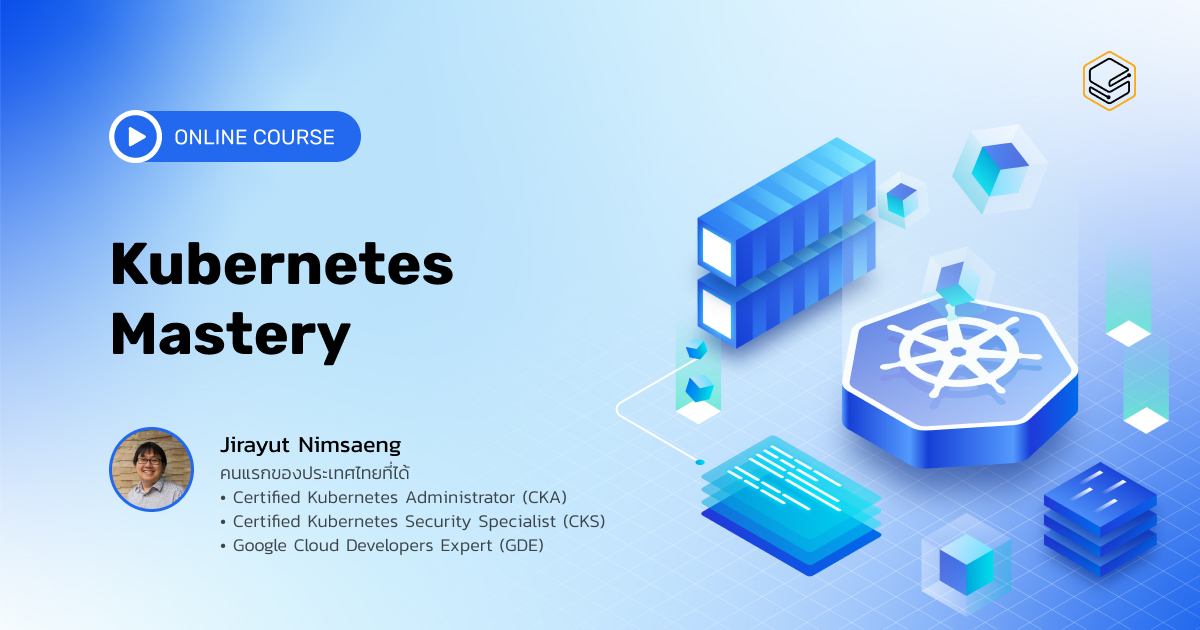 ONLINE COURSE
Kubernetes
Mastery
Jirayut Nimsaeng
คนแรกของประเทศไทยที่ได้
• Certified Kubernetes Administrator (CKA)
• Certified Kubernetes Security Specialist (CKS)
• Google Cloud Developers Expert (GDE)